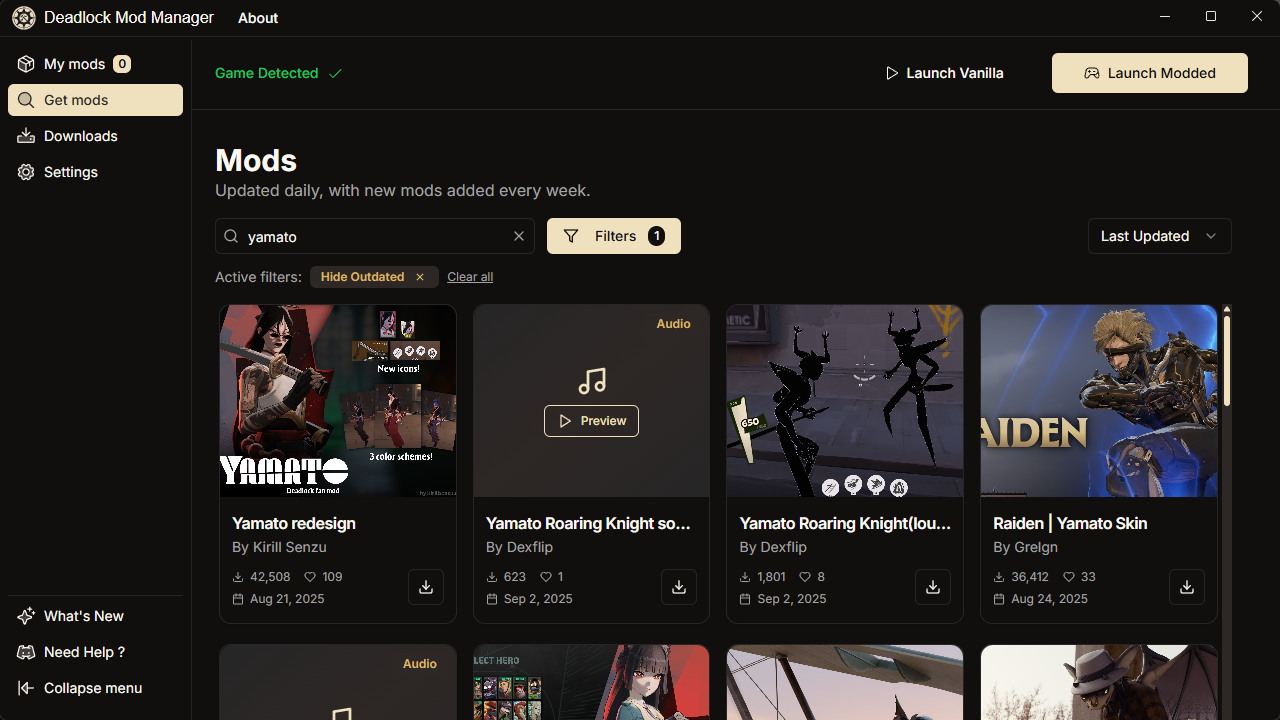 Deadlock Mod Manager
About
My mods 0
Get mods
Downloads
Settings
Game Detected
Launch Vanilla
Launch Modded
Mods
Updated daily, with new mods added every week.
yamato
Filters 1
Last Updated
Active filters:
Hide Outdated
Clear all
New icons!
3 color schemes!
YAMATO
Deadlock fan mod
Yamato redesign
By Kirill Senzu
42,508 109
Aug 21, 2025
Audio
Preview
Yamato Roaring Knight so...
By Dexflip
623 1
Sep 2, 2025
650
Yamato Roaring Knight(lou...
By Dexflip
1,801 8
Sep 2, 2025
AIDEN
Raiden | Yamato Skin
By Grelgn
36,412 33
Aug 24, 2025
Audio
LECT HERO
What's New
Need Help ?
Collapse menu